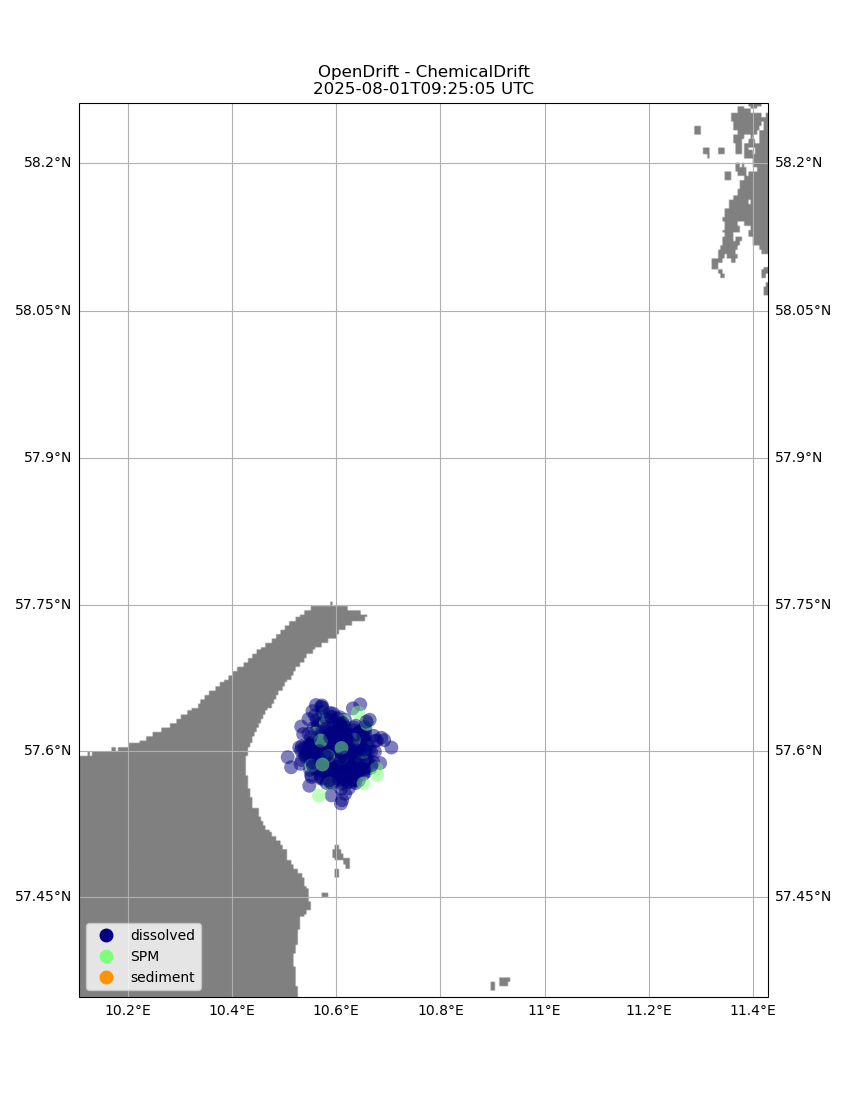 OpenDrift - ChemicalDrift
2025-08-01T09:25:05 UTC
58.2°N 58.2°N
58.05°N 58.05°N
57.9°N 57.9°N
57.75°N 57.75°N
57.6°N 57.6°N
57.45°N 57.45°N
dissolved
SPM
sediment
10.2°E 10.4°E 10.6°E 10.8°E 11°E 11.2°E 11.4°E